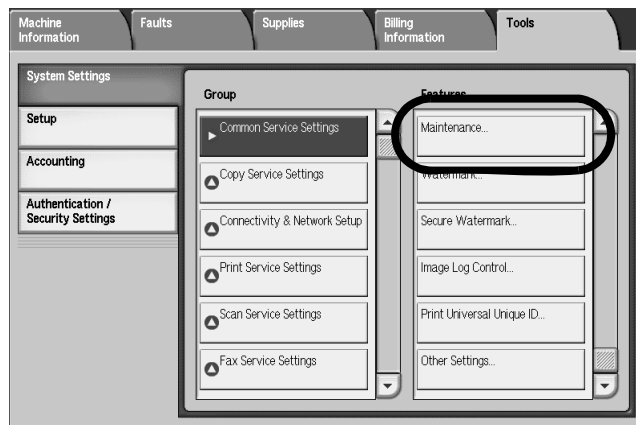 Machine Information
Faults
Supplies
Billing Information
Tools
System Settings
Setup
Accounting
Authentication /
Security Settings
Group
Features
Common Service Settings
Copy Service Settings
Connectivity & Network Setup
Print Service Settings
Scan Service Settings
Fax Service Settings
Maintenance...
Watermark...
Secure Watermark...
Image Log Control...
Print Universal Unique ID...
Other Settings...